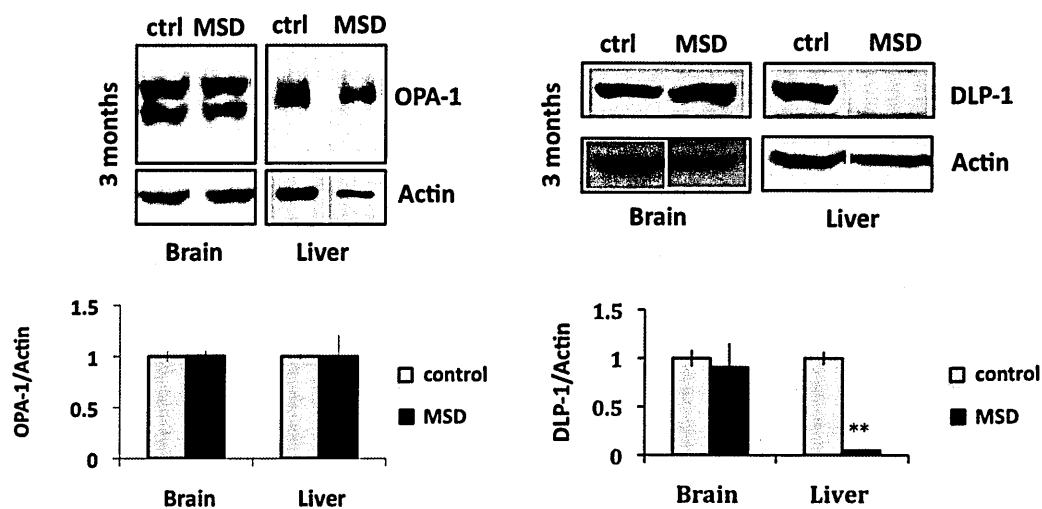 ctrl MSD ctrl MSD
3 months
OPA-1
Actin
Brain Liver
ctrl MSD ctrl MSD
3 months
DLP-1
Actin
Brain Liver
OPA-1/Actin
1.5
1
0.5
0
Brain Liver
control
MSD
DLP-1/Actin
1.5
1
0.5
0
**
Brain Liver
control
MSD